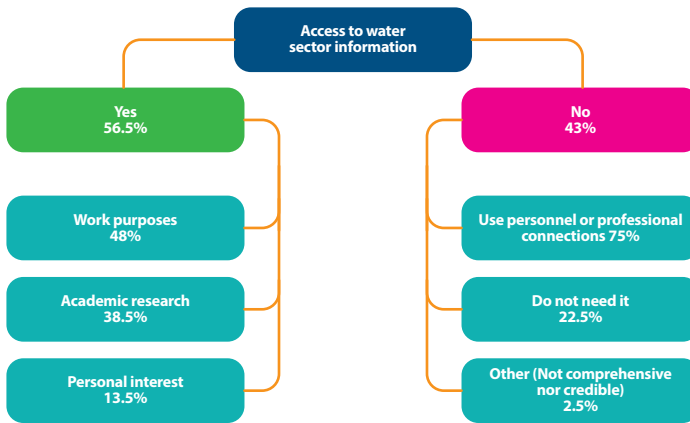 Access to water
sector information
Yes
56.5%
No
43%
Work purposes
48%
Use personnel or professional
connections 75%
Academic research
38.5%
Do not need it
22.5%
Personal interest
13.5%
Other (Not comprehensive
nor credible)
2.5%